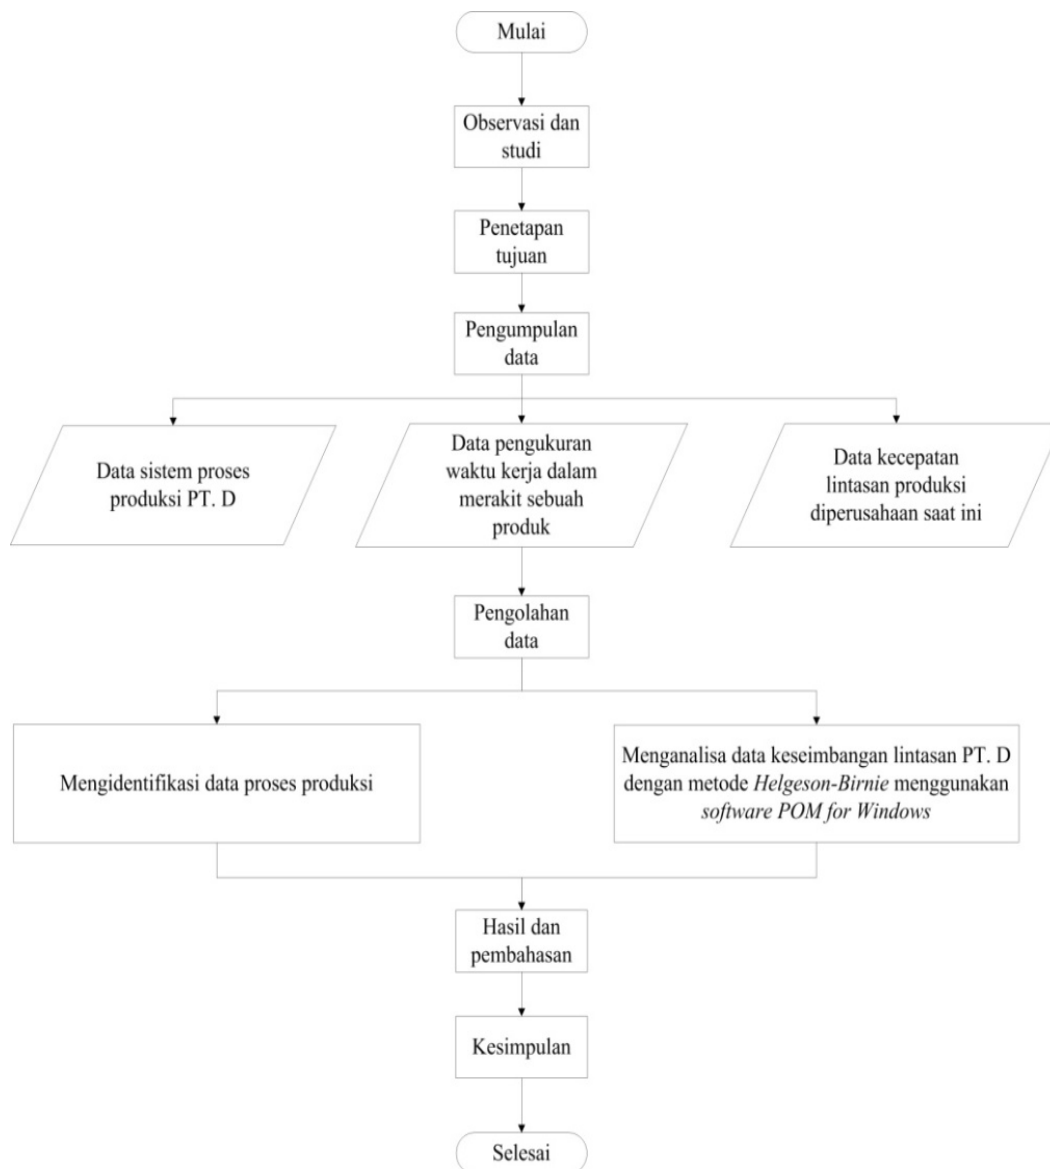 Mulai
Observasi dan
studi
Penetapan
tujuan
Pengumpulan
data
Data sistem proses
produksi PT. D
Data pengukuran
waktu kerja dalam
merakit sebuah
produk
Data kecepatan
lintasan produksi
diperusahaan saat ini
Pengolahan
data
Mengidentifikasi data proses produksi
Menganalisa data keseimbangan lintasan PT. D
dengan metode Helgeson-Birnie menggunakan
software POM for Windows
Hasil dan
pembahasan
Kesimpulan
Selesai